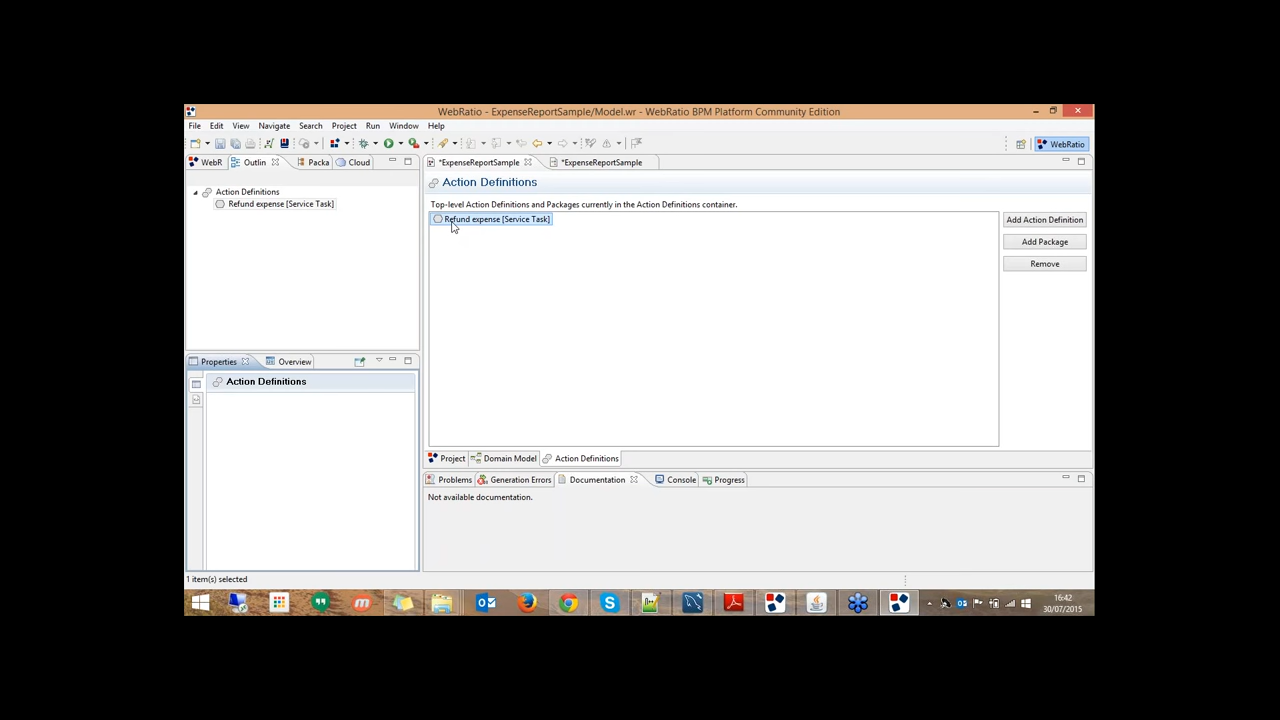 WebRatio - ExpenseReportSample/Model.wr - WebRatio BPM Platform Community Edition
File Edit View Navigate Search Project Run Window Help
WebRatio
WebR Outlin Packa Cloud
*ExpenseReportSample *ExpenseReportSample
Action Definitions
Refund expense [Service Task]
Action Definitions
Top-level Action Definitions and Packages currently in the Action Definitions container.
Refund expense [Service Task]
Add Action Definition
Add Package
Remove
Properties Overview
Action Definitions
Project Domain Model Action Definitions
Problems Generation Errors Documentation Console Progress
Not available documentation.
1 item(s) selected
16:42
30/07/2015